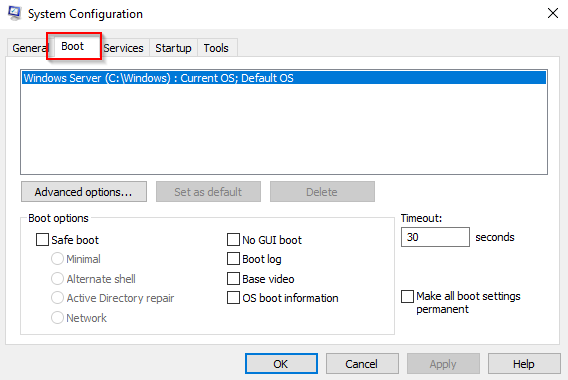 System Configuration
General Boot Services Startup Tools
Windows Server (C:\Windows) : Current OS; Default OS
Advanced options... Set as default Delete
Boot options
Timeout:
Safe boot No GUI boot 30 seconds
Minimal Boot log
Alternate shell Base video
Active Directory repair OS boot information Make all boot settings
permanent
Network
OK Cancel Apply Help